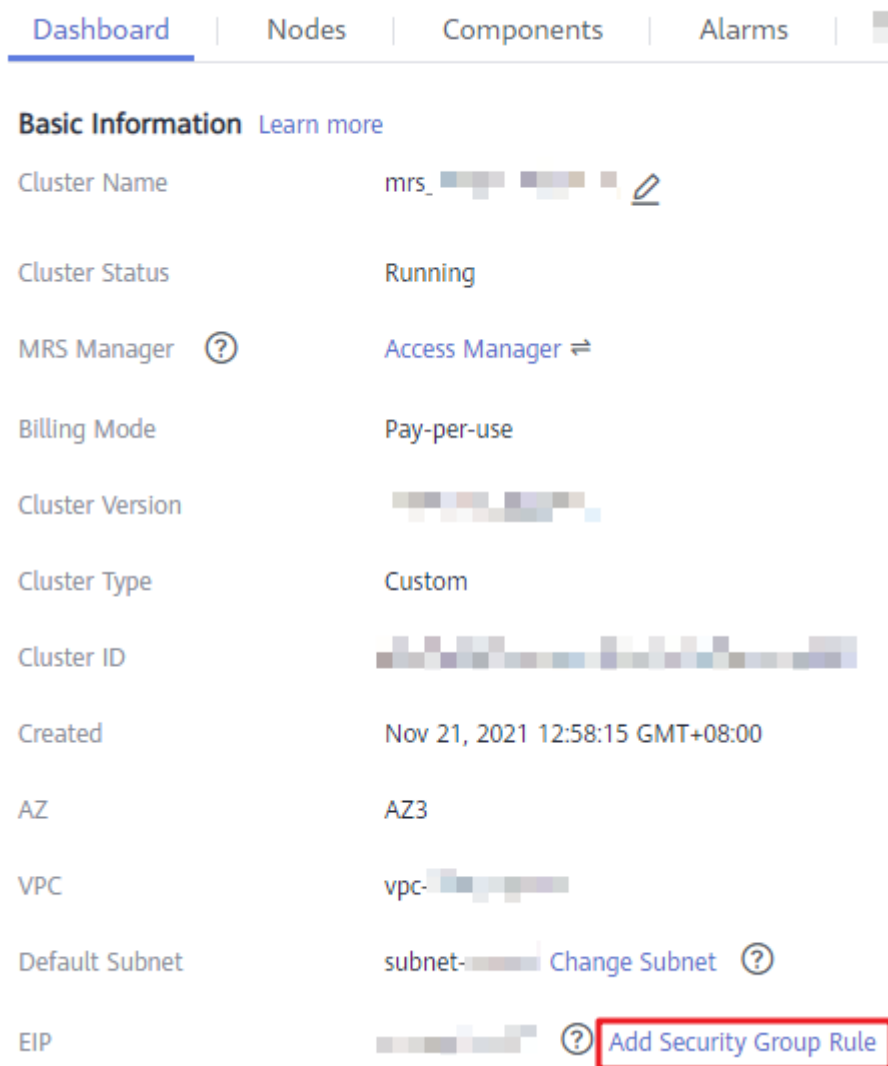 Dashboard Nodes Components Alarms
Basic Information Learn more
Cluster Name mrs_
Cluster Status Running
MRS Manager ? Access Manager ⇌
Billing Mode Pay-per-use
Cluster Version
Cluster Type Custom
Cluster ID
Created Nov 21, 2021 12:58:15 GMT+08:00
AZ AZ3
VPC vpc-
Default Subnet subnet- Change Subnet ?
EIP ? Add Security Group Rule